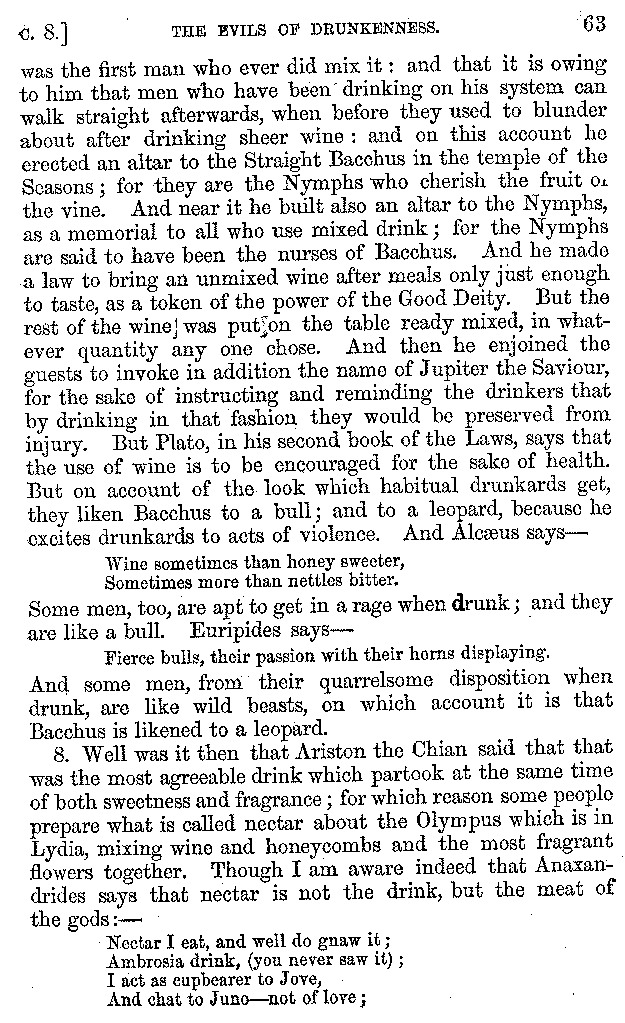 C. 8.] THE EVILS OF DRUNKENNESS. 63
was the first man who ever did mix it : and that it is owing
to him that men who have been drinking on his system can
walk straight afterwards, when before they used to blunder
about after drinking sheer wine : and on this account he
erected an altar to the Straight Bacchus in the temple of the
Seasons ; for they are the Nymphs who cherish the fruit of
the vine. And near it he built also an altar to the Nymphs,
as a memorial to all who use mixed drink ; for the Nymphs
are said to have been the nurses of Bacchus. And he made
a law to bring an unmixed wine after meals only just enough
to taste, as a token of the power of the Good Deity. But the
rest of the wine was put on the table ready mixed, in what-
ever quantity any one chose. And then he enjoined the
guests to invoke in addition the name of Jupiter the Saviour,
for the sake of instructing and reminding the drinkers that
by drinking in that fashion they would be preserved from
injury. But Plato, in his second book of the Laws, says that
the use of wine is to be encouraged for the sake of health.
But on account of the look which habitual drunkards get,
they liken Bacchus to a bull ; and to a leopard, because he
excites drunkards to acts of violence. And Alcæus says—
Wine sometimes than honey sweeter,
Sometimes more than nettles bitter.
Some men, too, are apt to get in a rage when drunk ; and they
are like a bull. Euripides says—
Fierce bulls, their passion with their horns displaying.
And some men, from their quarrelsome disposition when
drunk, are like wild beasts, on which account it is that
Bacchus is likened to a leopard.
8. Well was it then that Ariston the Chian said that that
was the most agreeable drink which partook at the same time
of both sweetness and fragrance ; for which reason some people
prepare what is called nectar about the Olympus which is in
Lydia, mixing wine and honeycombs and the most fragrant
flowers together. Though I am aware indeed that Anaxan-
drides says that nectar is not the drink, but the meat of
the gods :—
Nectar I eat, and well do gnaw it ;
Ambrosia drink, (you never saw it) ;
I act as cupbearer to Jove,
And chat to Juno—not of love ;